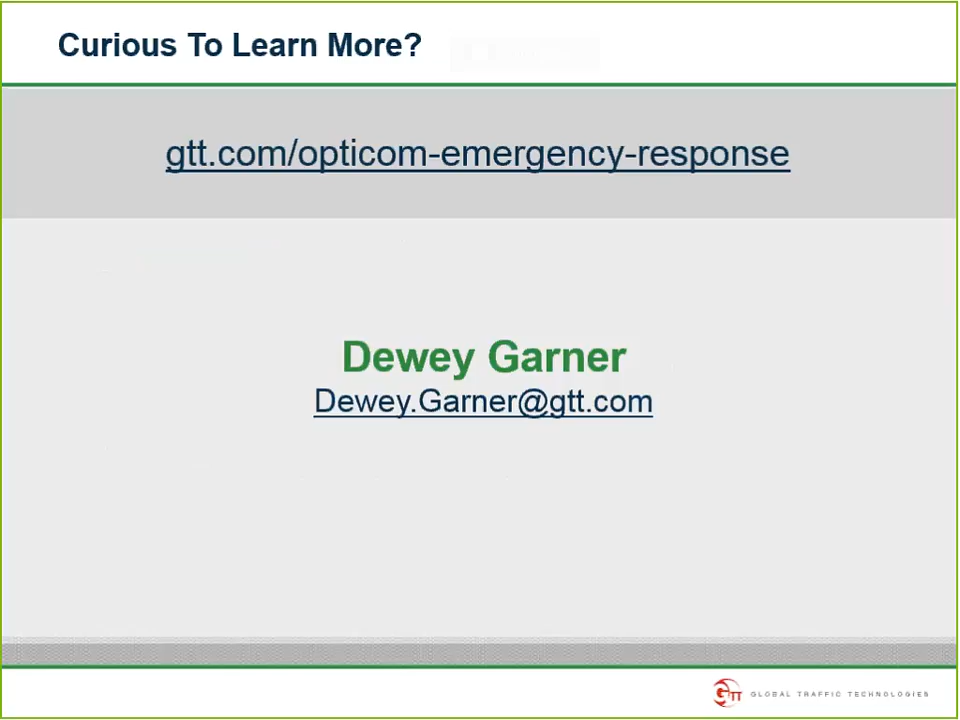 Curious To Learn More?
gtt.com/opticom-emergency-response
Dewey Garner
Dewey.Garner@gtt.com
GTT GLOBAL TRAFFIC TECHNOLOGIES